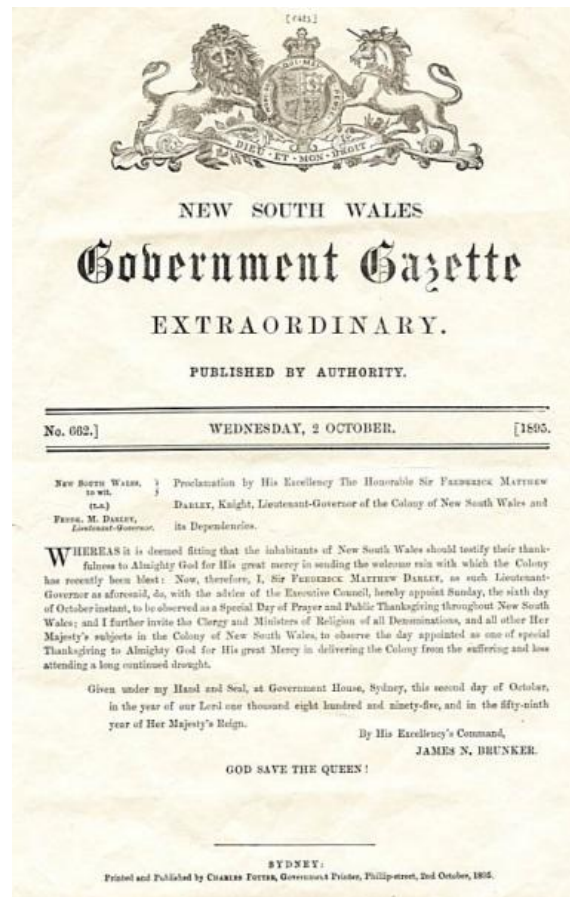 NEW SOUTH WALES
Government Gazette
EXTRAORDINARY.
PUBLISHED BY AUTHORITY.
No. 662.] WEDNESDAY, 2 OCTOBER. [1895.
NEW SOUTH WALES, to wit.
(L.S.)
FREDK. M. DARLEY,
Lieutenant-Governor.
Proclamation by His Excellency The Honorable Sir FREDERICK MATTHEW
DARLEY, Knight, Lieutenant-Governor of the Colony of New South Wales and
its Dependencies.
WHEREAS it is deemed fitting that the inhabitants of New South Wales should testify their thank-
fulness to Almighty God for His great mercy in sending the welcome rain with which the Colony
has recently been blest: Now, therefore, I, Sir FREDERICK MATTHEW DARLEY, as such Lieutenant-
Governor as aforesaid, do, with the advice of the Executive Council, hereby appoint Sunday, the sixth day
of October instant, to be observed as a Special Day of Prayer and Public Thanksgiving throughout New South
Wales; and I further invite the Clergy and Ministers of Religion of all Denominations, and all other Her
Majesty's subjects in the Colony of New South Wales, to observe the day appointed as one of special
Thanksgiving to Almighty God for His great Mercy in delivering the Colony from the suffering and loss
attending a long continued drought.
Given under my Hand and Seal, at Government House, Sydney, this second day of October,
in the year of our Lord one thousand eight hundred and ninety-five, and in the fifty-ninth
year of Her Majesty's Reign.
By His Excellency's Command,
JAMES N. BRUNKER.
GOD SAVE THE QUEEN!
SYDNEY:
Printed and Published by CHARLES POTTER, Government Printer, Phillip-street, 2nd October, 1895.
DIEU · ET · MON · DROIT